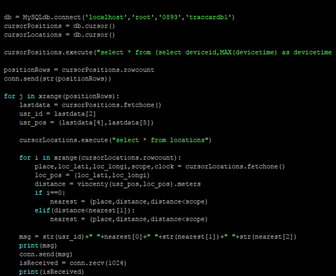 db = MySQLdb.connect('localhost','root','0893','traccardb1')
cursorPositions = db.cursor()
cursorLocations = db.cursor()
cursorPositions.execute("select * from (select deviceid,MAX(devicetime) as devicetime
positionRows = cursorPositions.rowcount
conn.send(str(positionRows))
for j in xrange(positionRows):
lastdata = cursorPositions.fetchone()
usr_id = lastdata[2]
usr_pos = (lastdata[4],lastdata[5])
cursorLocations.execute("select * from locations")
for i in xrange(cursorLocations.rowcount):
place,loc_lati,loc_longi,scope,clock = cursorLocations.fetchone()
loc_pos = (loc_lati,loc_longi)
distance = vincenty(usr_pos,loc_pos).meters
if i==0:
nearest = (place,distance,distance<scope)
elif(distance<nearest[1]):
nearest = (place,distance,distance<scope)
msg = str(usr_id)+" "+nearest[0]+" "+str(nearest[1])+" "+str(nearest[2])
print(msg)
conn.send(msg)
isReceived = conn.recv(1024)
print(isReceived)